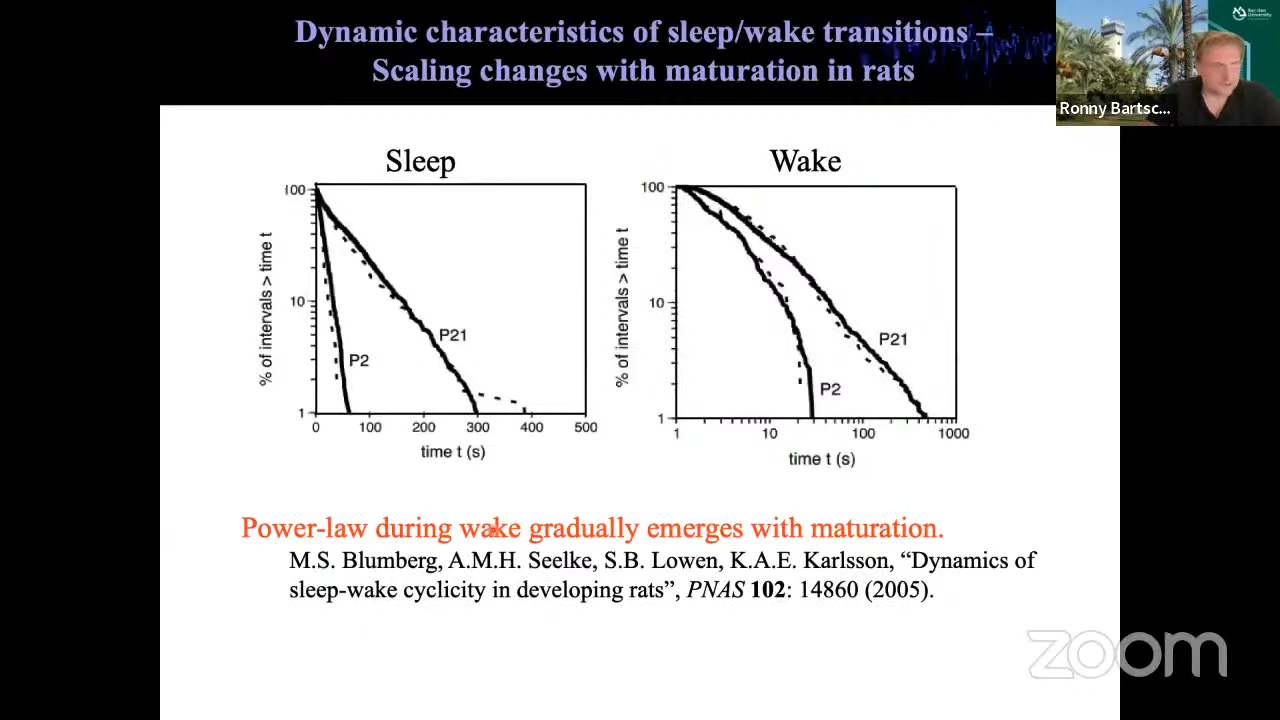 Dynamic characteristics of sleep/wake transitions –
Scaling changes with maturation in rats
Ronny Bartsc...
Sleep
% of intervals > time t
100
10
1
P2
P21
0 100 200 300 400 500
time t (s)
Wake
% of intervals > time t
100
10
1
P2
P21
1 10 100 1000
time t (s)
Power-law during wake gradually emerges with maturation.
M.S. Blumberg, A.M.H. Seelke, S.B. Lowen, K.A.E. Karlsson, “Dynamics of
sleep-wake cyclicity in developing rats”, PNAS 102: 14860 (2005).
zoom